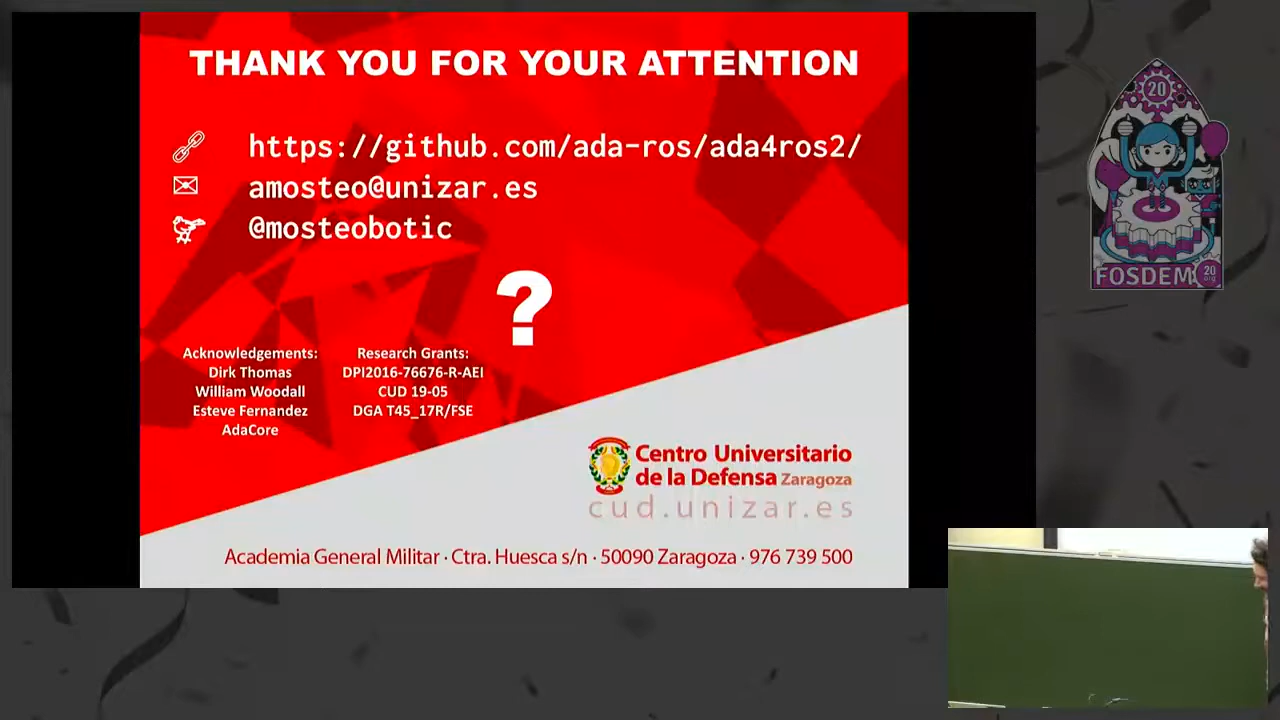 THANK YOU FOR YOUR ATTENTION
https://github.com/ada-ros/ada4ros2/
amosteo@unizar.es
@mosteobotic
?
Acknowledgements:
Dirk Thomas
William Woodall
Esteve Fernandez
AdaCore
Research Grants:
DPI2016-76676-R-AEI
CUD 19-05
DGA T45_17R/FSE
Centro Universitario
de la Defensa Zaragoza
cud.unizar.es
Academia General Militar · Ctra. Huesca s/n · 50090 Zaragoza · 976 739 500
20
FOSDEM
20
.org